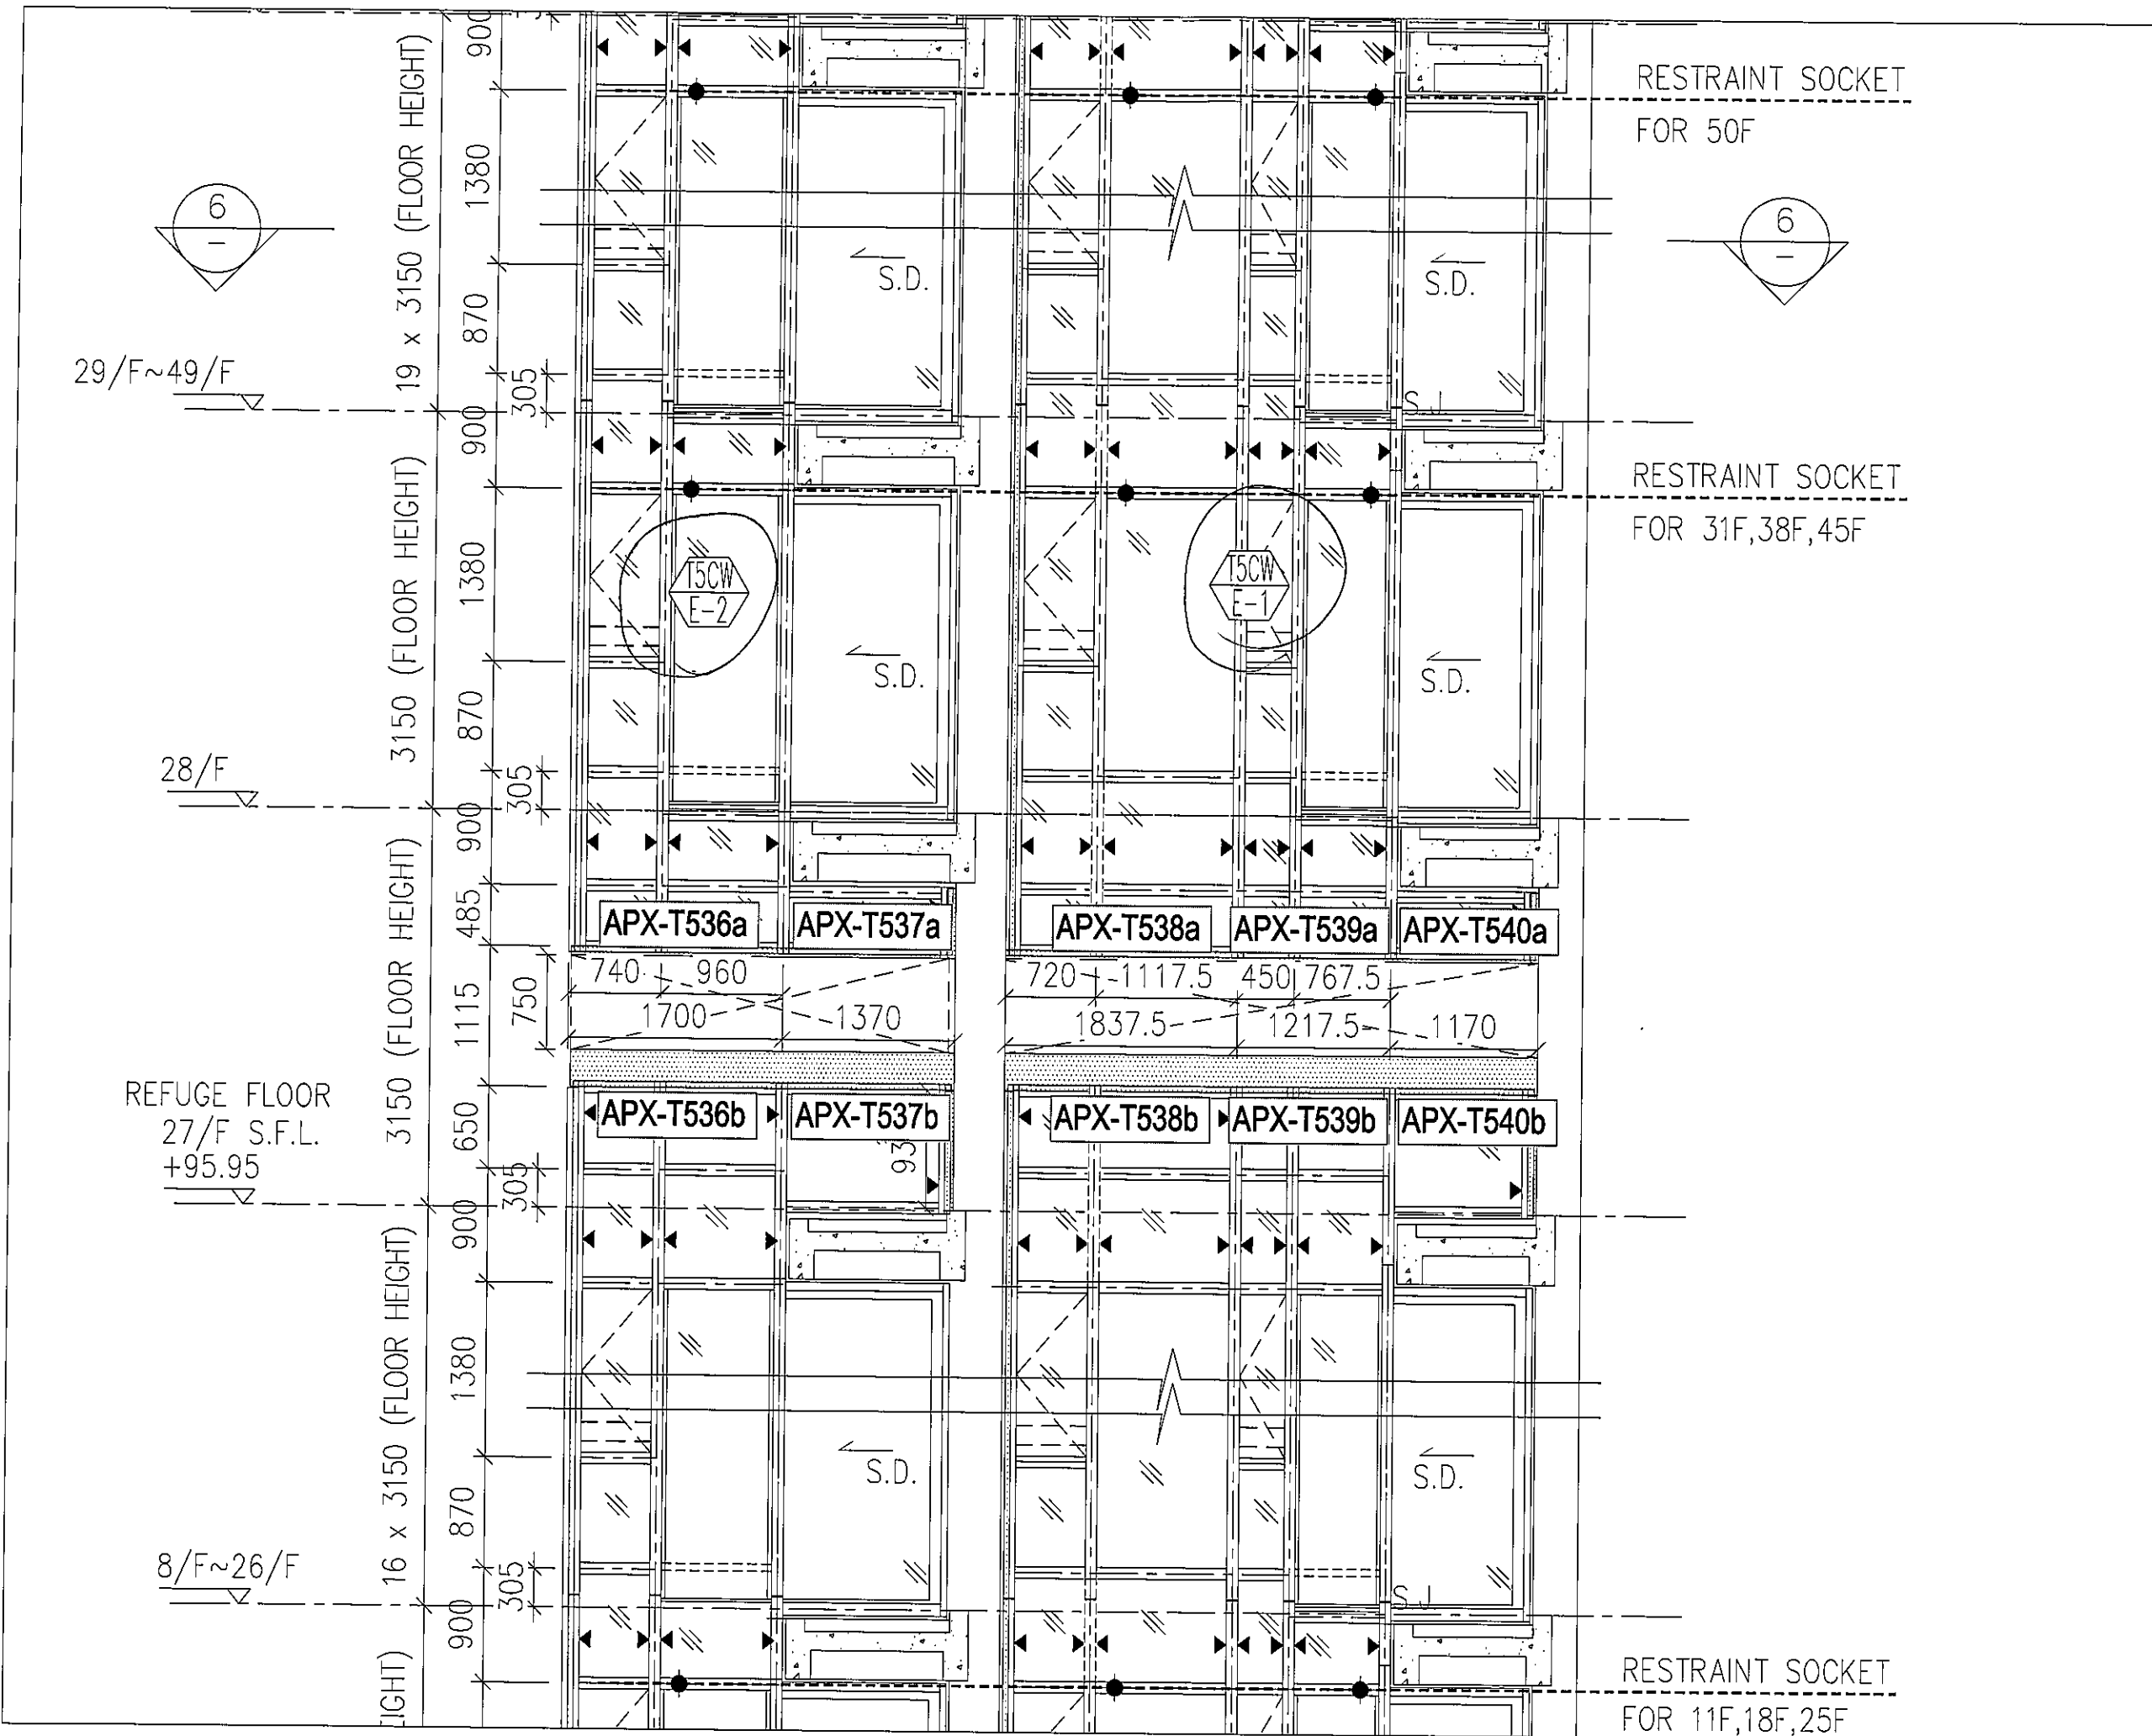 900
19 x 3150 (FLOOR HEIGHT)
RESTRAINT SOCKET
FOR 50F
1380
6
-
6
-
S.D.
S.D.
870
29/F~49/F
305
S J
900
RESTRAINT SOCKET
FOR 31F,38F,45F
3150 (FLOOR HEIGHT)
1380
T5CW
E-2
T5CW
E-1
S.D.
S.D.
870
28/F
305
900
3150 (FLOOR HEIGHT)
485
APX-T536a
APX-T537a
APX-T538a
APX-T539a
APX-T540a
740 960
720 1117.5 450 767.5
1115
750
1700 1370
1837.5 1217.5 1170
REFUGE FLOOR
27/F S.F.L.
+95.95
650
APX-T536b
APX-T537b
APX-T538b
APX-T539b
APX-T540b
305
900
16 x 3150 (FLOOR HEIGHT)
1380
S.D.
S.D.
870
8/F~26/F
305
S J
900
RESTRAINT SOCKET
FOR 11F,18F,25F